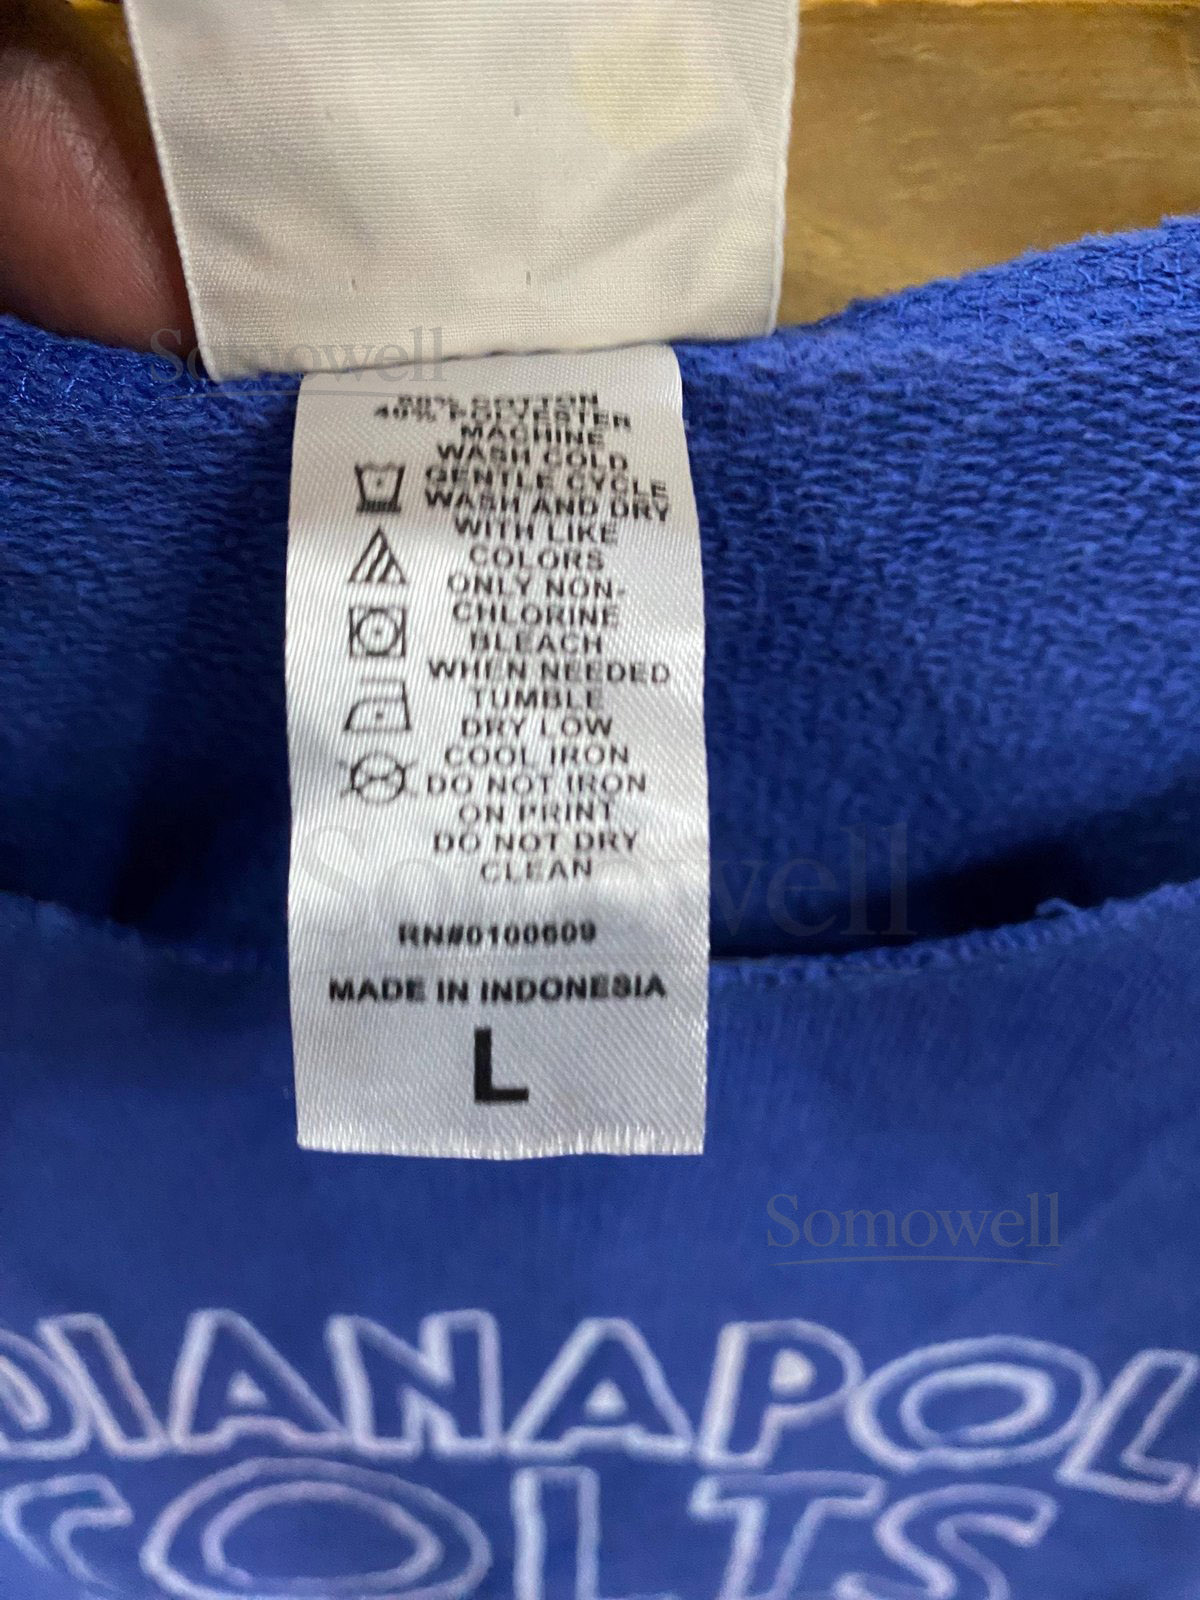 Somowell
COTTON
40% POLYESTER
MACHINE
WASH COLD
GENTLE CYCLE
WASH AND DRY
WITH LIKE
COLORS
ONLY NON-
CHLORINE
BLEACH
WHEN NEEDED
TUMBLE
DRY LOW
COOL IRON
DO NOT IRON
ON PRINT
DO NOT DRY
CLEAN
Somowell
RN#0100609
MADE IN INDONESIA
L
Somowell
DIANAPOLI
COLTS